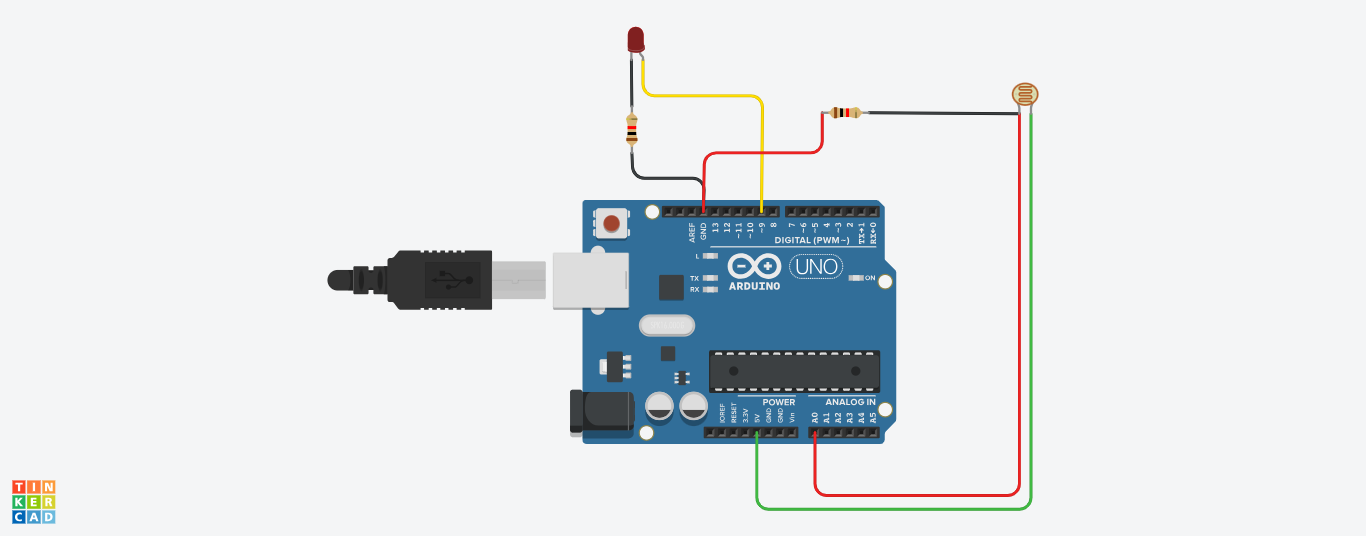 AREF
GND
13
12
~11
~10
~9
8
7
~6
~5
4
~3
2
TX→1
RX←0
DIGITAL (PWM~)
L
TX
RX
ARDUINO
UNO
ON
POWER
ANALOG IN
IOREF
RESET
3.3V
5V
GND
GND
Vin
A0
A1
A2
A3
A4
A5
TIN
KER
CAD